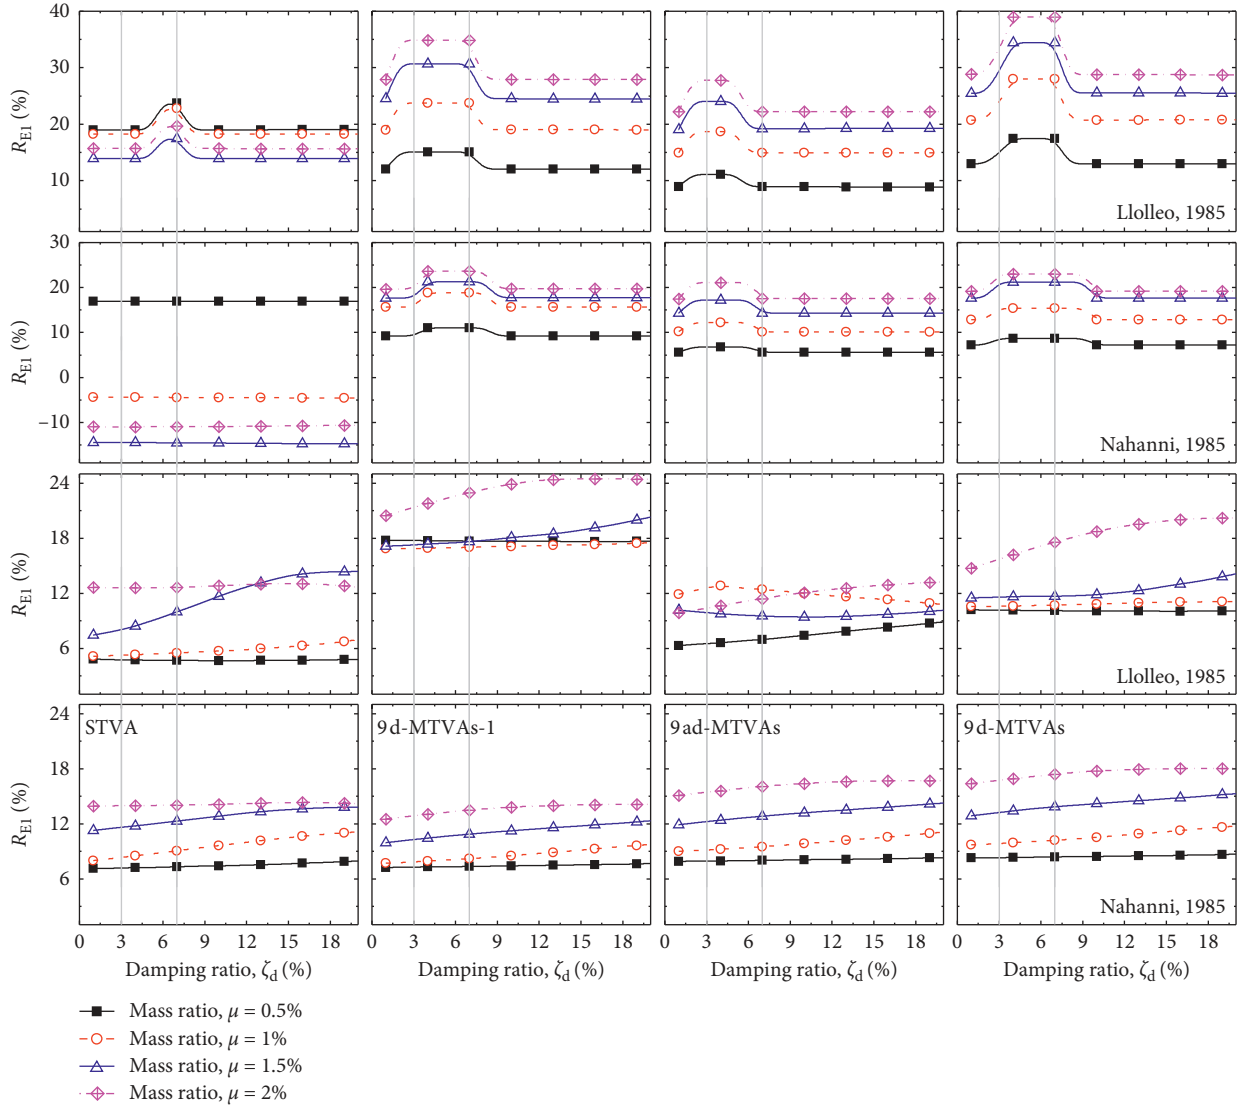 40
30
20
10
R_E1 (%)
Llolleo, 1985
30
20
10
0
−10
R_E1 (%)
Nahanni, 1985
24
18
12
6
R_E1 (%)
Llolleo, 1985
24
18
12
6
R_E1 (%)
STVA
9d-MTVAs-1
9ad-MTVAs
9d-MTVAs
Nahanni, 1985
0 3 6 9 12 15 18
0 3 6 9 12 15 18
0 3 6 9 12 15 18
0 3 6 9 12 15 18
Damping ratio, ζ_d (%)
Damping ratio, ζ_d (%)
Damping ratio, ζ_d (%)
Damping ratio, ζ_d (%)
Mass ratio, μ = 0.5%
Mass ratio, μ = 1%
Mass ratio, μ = 1.5%
Mass ratio, μ = 2%